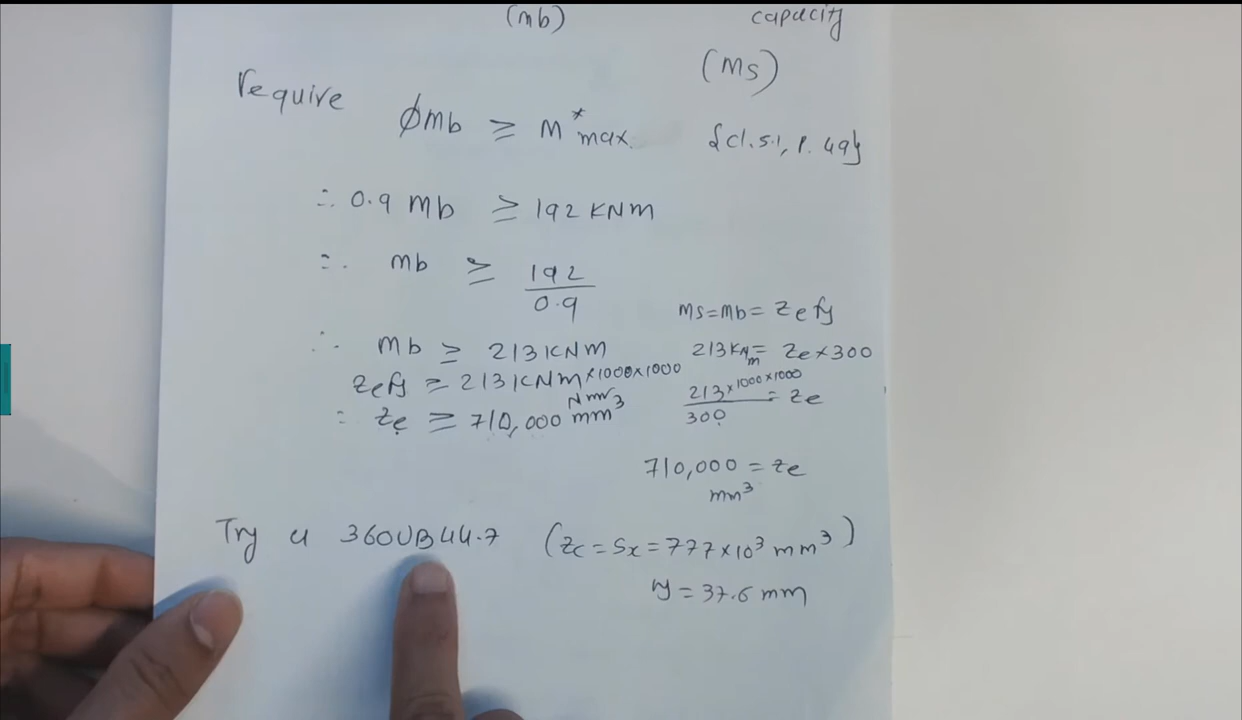 (mb)
capacity
(Ms)
require
ϕmb ≥ M*max.
{cl.5.1, P. 49}
∴ 0.9 Mb ≥ 192 KNm
∴ mb ≥ 192/0.9
∴ mb ≥ 213 KNm
Zefy ≥ 213 KNm×1000×1000
Nmm
∴ Ze ≥ 710,000 mm³
Ms=Mb= Zefy
213 KNm= Ze×300
213×1000×1000/300 = Ze
710,000 = Ze
mm³
Try a 360UB44.7 (Ze = Sx = 777×10³ mm³)
ry = 37.6 mm